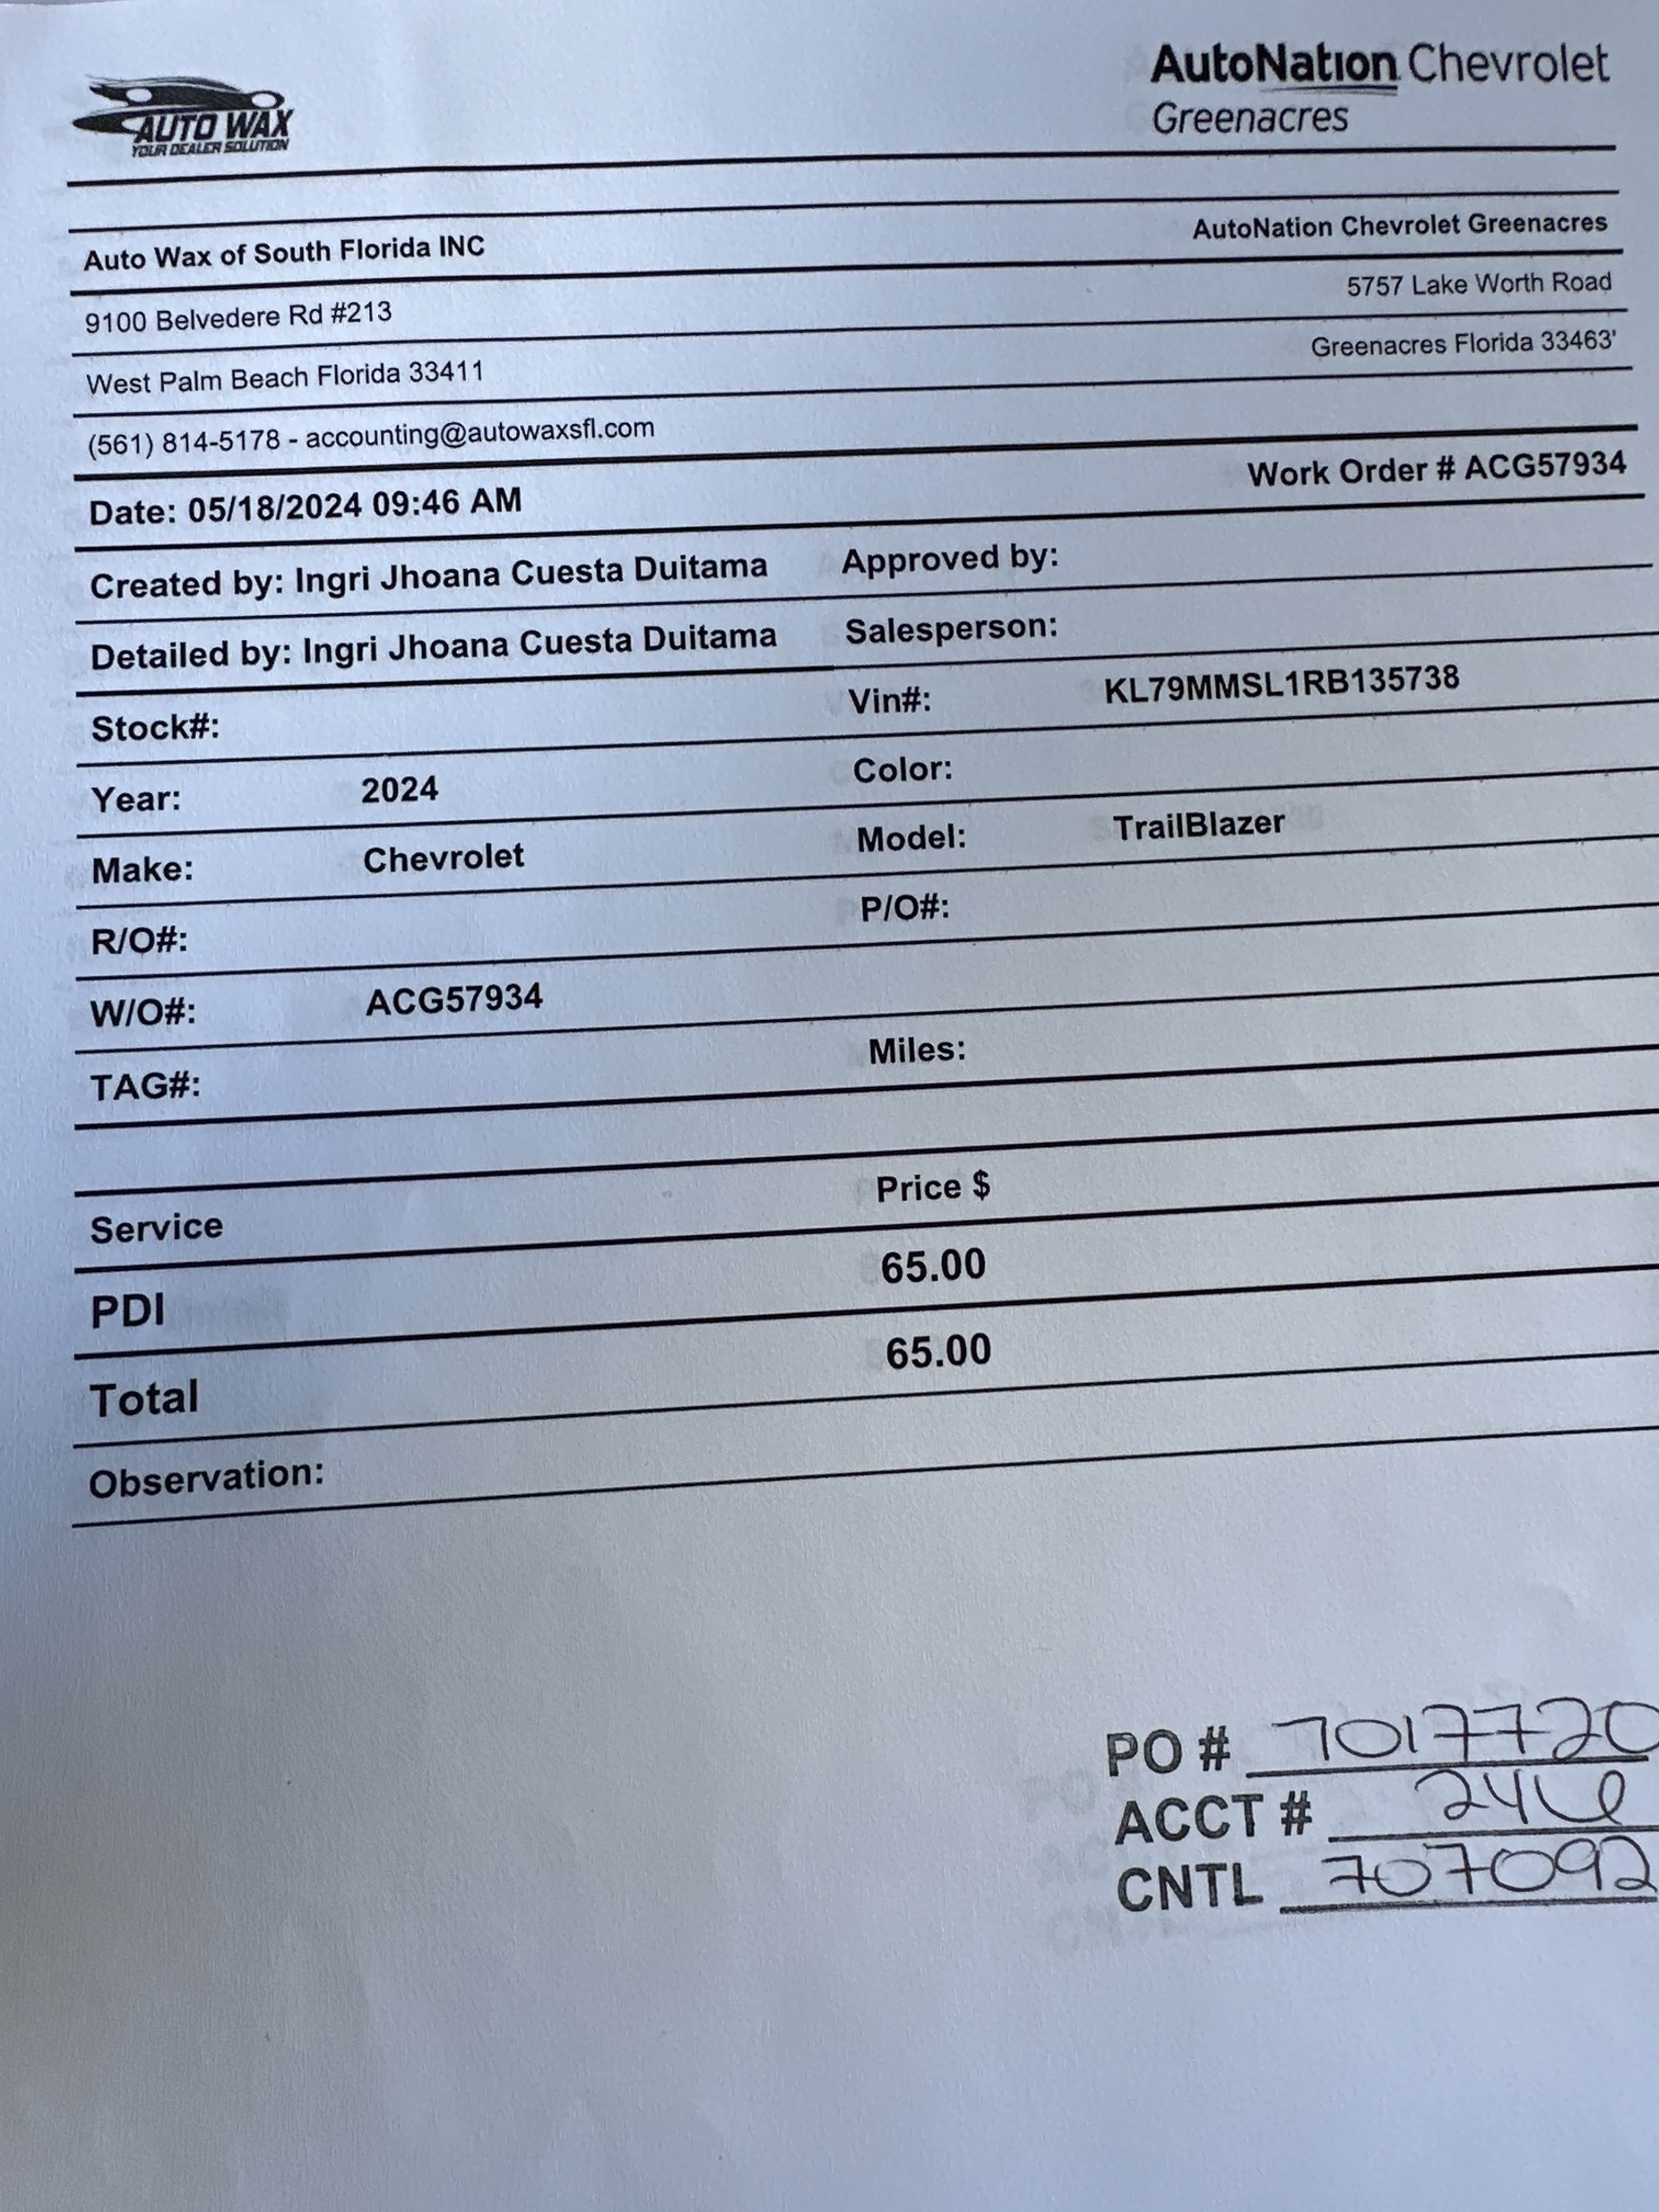 AUTO WAX
YOUR DEALER SOLUTION
AutoNation Chevrolet
Greenacres
Auto Wax of South Florida INC
AutoNation Chevrolet Greenacres
9100 Belvedere Rd #213
5757 Lake Worth Road
West Palm Beach Florida 33411
Greenacres Florida 33463'
(561) 814-5178 - accounting@autowaxsfl.com
Date: 05/18/2024 09:46 AM
Work Order # ACG57934
Created by: Ingri Jhoana Cuesta Duitama
Approved by:
Detailed by: Ingri Jhoana Cuesta Duitama
Salesperson:
Stock#:
Vin#: KL79MMSL1RB135738
Year: 2024
Color:
Make: Chevrolet
Model: TrailBlazer
R/O#:
P/O#:
W/O#: ACG57934
TAG#:
Miles:
Service Price $
PDI 65.00
Total 65.00
Observation:
PO # 7017720
ACCT #
CNTL 707092